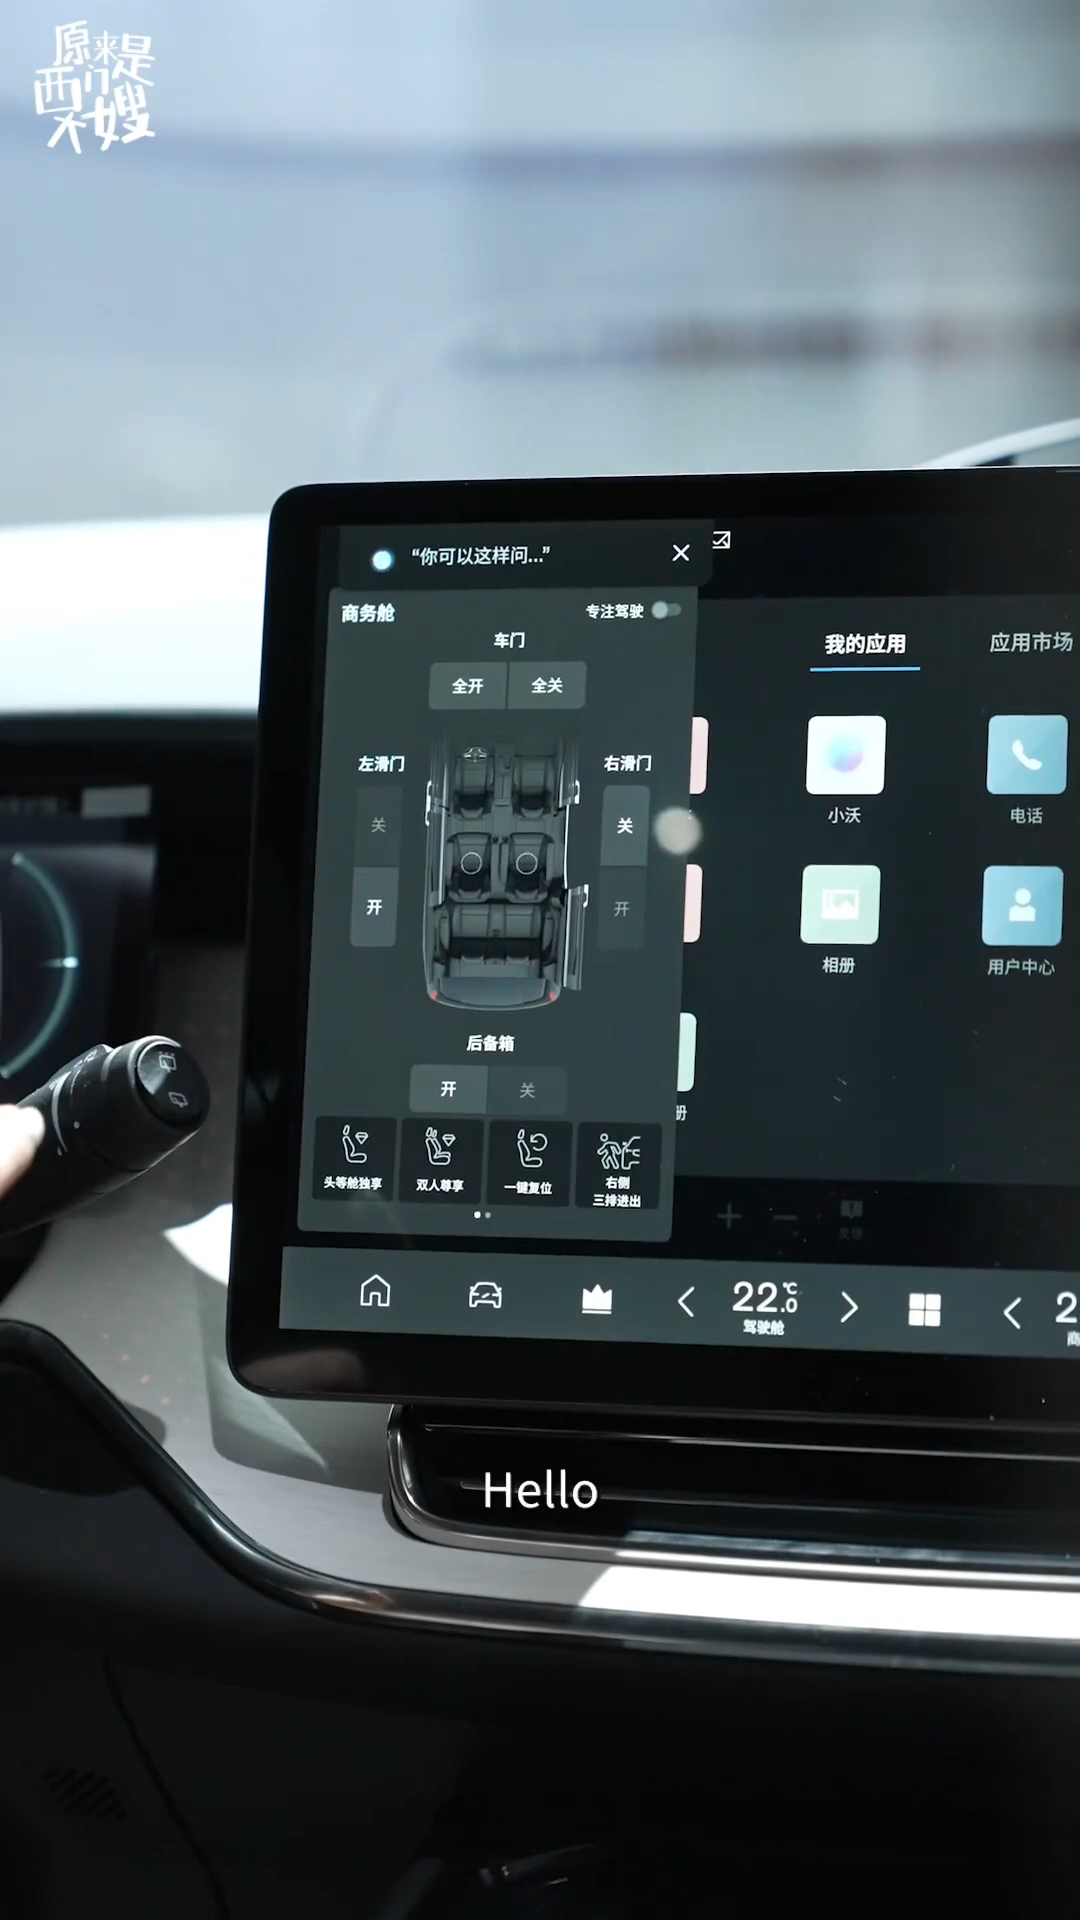 原来是
西门
大嫂
“你可以这样问...”
商务舱
专注驾驶
车门
全开
全关
左滑门
右滑门
关
开
关
开
后备箱
开
关
头等舱独享
双人尊享
一键复位
右侧
三排进出
我的应用
应用市场
小沃
电话
相册
用户中心
册
22.0℃
驾驶舱
2
商
Hello